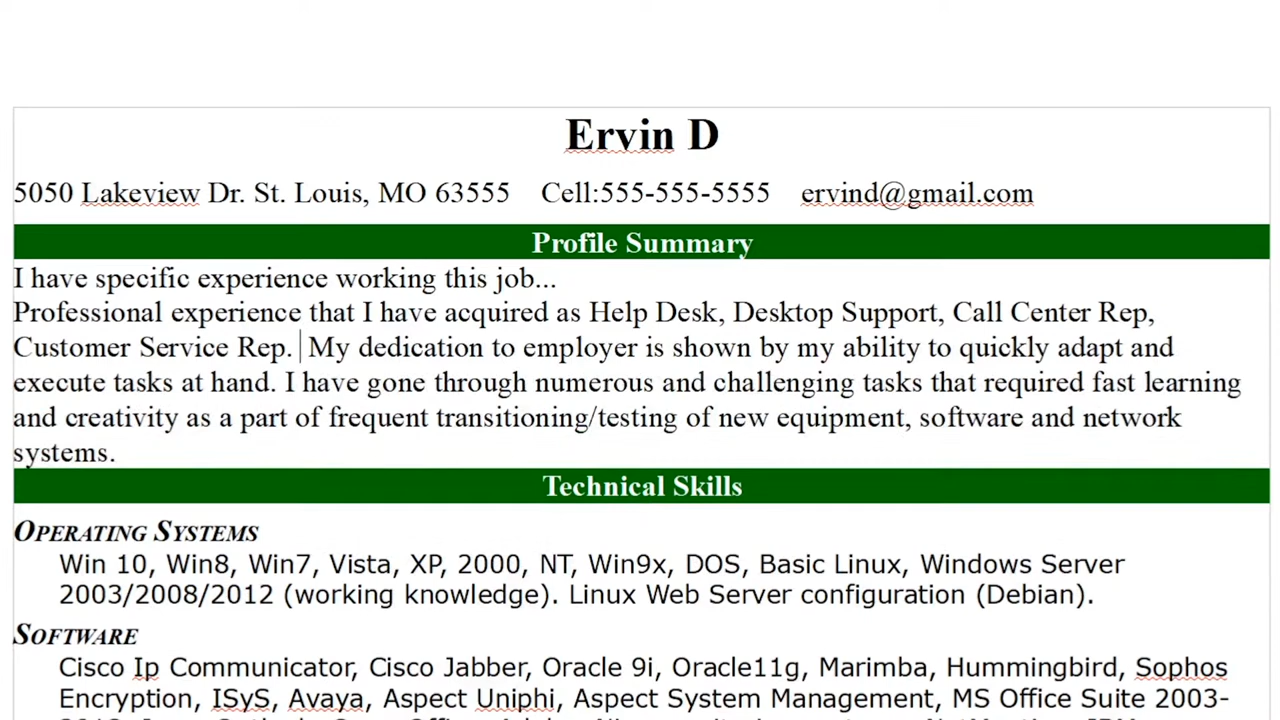 Ervin D
5050 Lakeview Dr. St. Louis, MO 63555 Cell:555-555-5555 ervind@gmail.com
Profile Summary
I have specific experience working this job...
Professional experience that I have acquired as Help Desk, Desktop Support, Call Center Rep,
Customer Service Rep. My dedication to employer is shown by my ability to quickly adapt and
execute tasks at hand. I have gone through numerous and challenging tasks that required fast learning
and creativity as a part of frequent transitioning/testing of new equipment, software and network
systems.
Technical Skills
OPERATING SYSTEMS
Win 10, Win8, Win7, Vista, XP, 2000, NT, Win9x, DOS, Basic Linux, Windows Server
2003/2008/2012 (working knowledge). Linux Web Server configuration (Debian).
SOFTWARE
Cisco Ip Communicator, Cisco Jabber, Oracle 9i, Oracle11g, Marimba, Hummingbird, Sophos
Encryption, ISyS, Avaya, Aspect Uniphi, Aspect System Management, MS Office Suite 2003-